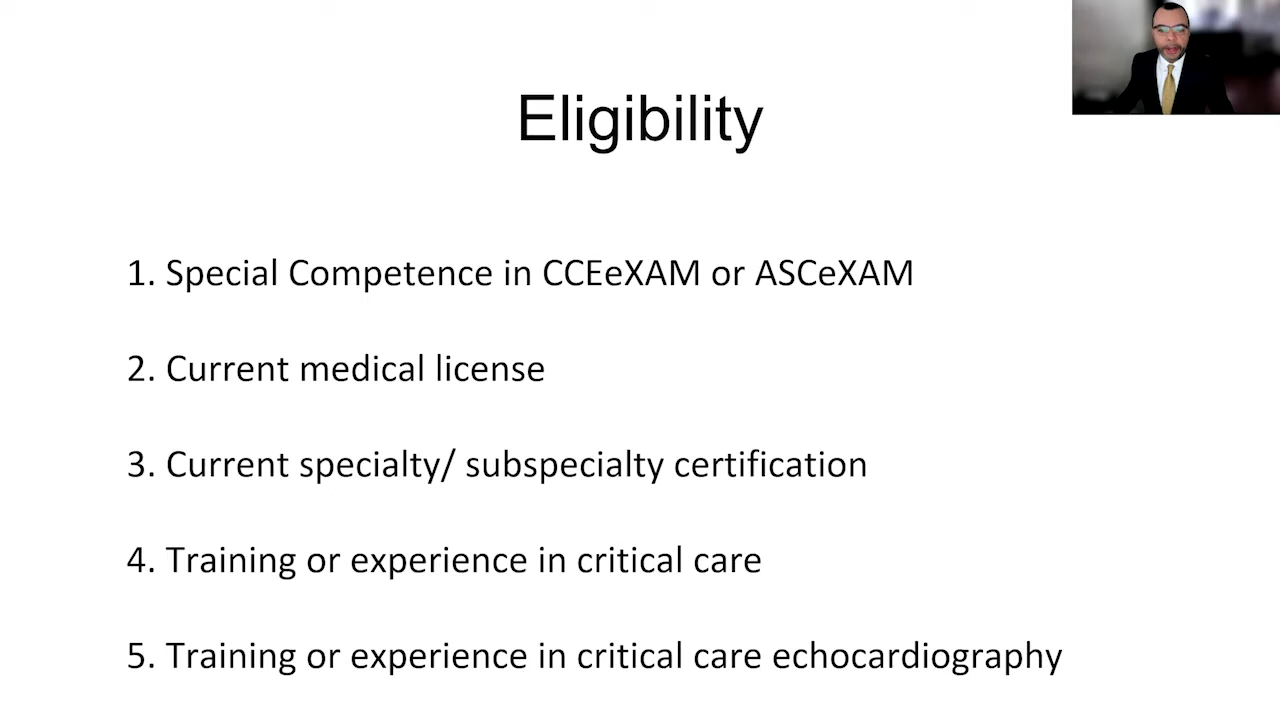 Eligibility
1. Special Competence in CCEeXAM or ASCeXAM
2. Current medical license
3. Current specialty/ subspecialty certification
4. Training or experience in critical care
5. Training or experience in critical care echocardiography